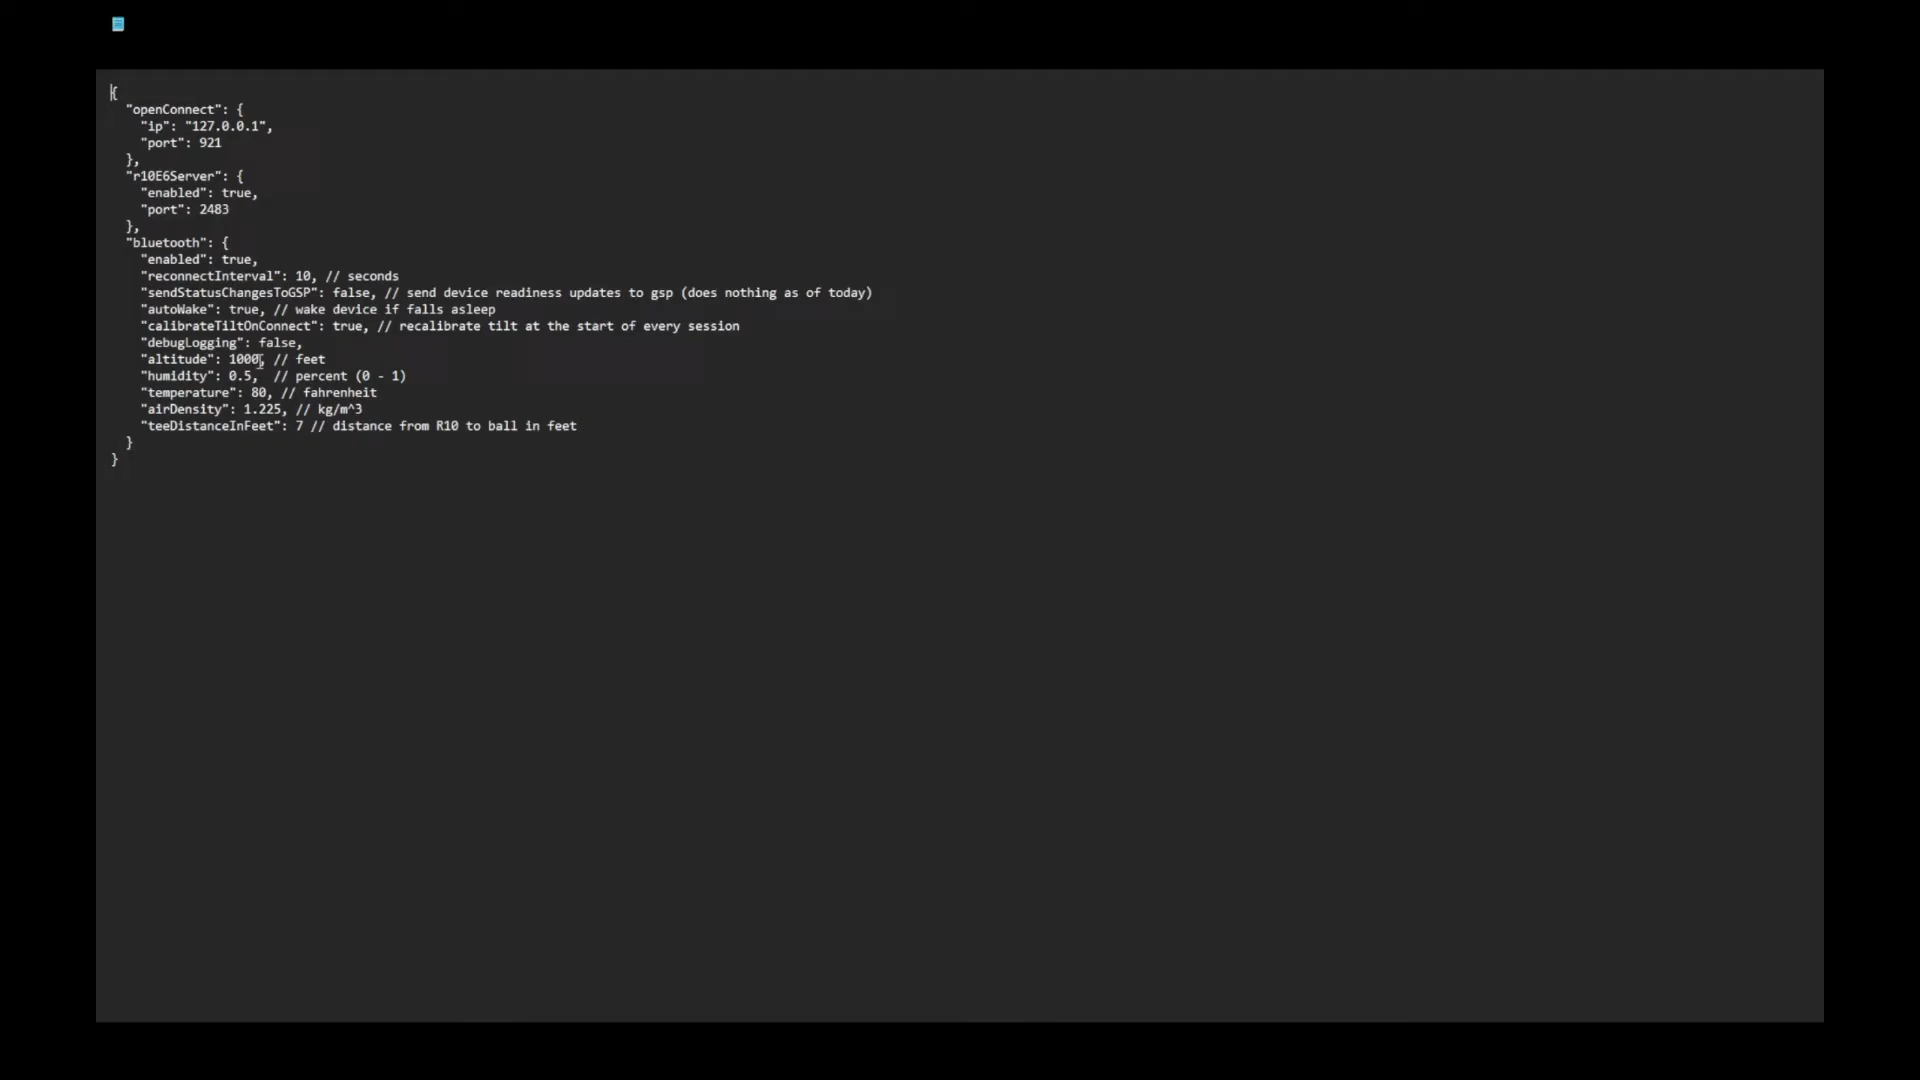 {
"openConnect": {
"ip": "127.0.0.1",
"port": 921
},
"r10E6Server": {
"enabled": true,
"port": 2483
},
"bluetooth": {
"enabled": true,
"reconnectInterval": 10, // seconds
"sendStatusChangesToGSP": false, // send device readiness updates to gsp (does nothing as of today)
"autoWake": true, // wake device if falls asleep
"calibrateTiltOnConnect": true, // recalibrate tilt at the start of every session
"debugLogging": false,
"altitude": 1000, // feet
"humidity": 0.5,  // percent (0 - 1)
"temperature": 80, // fahrenheit
"airDensity": 1.225, // kg/m^3
"teeDistanceInFeet": 7 // distance from R10 to ball in feet
}
}